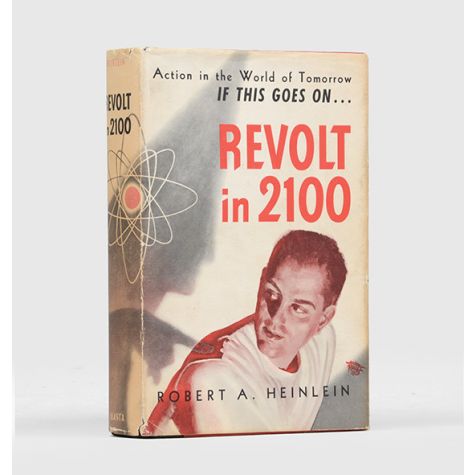 Action in the World of Tomorrow
IF THIS GOES ON...
REVOLT
in 2100
ROBERT A. HEINLEIN
REVOLT
in 2100